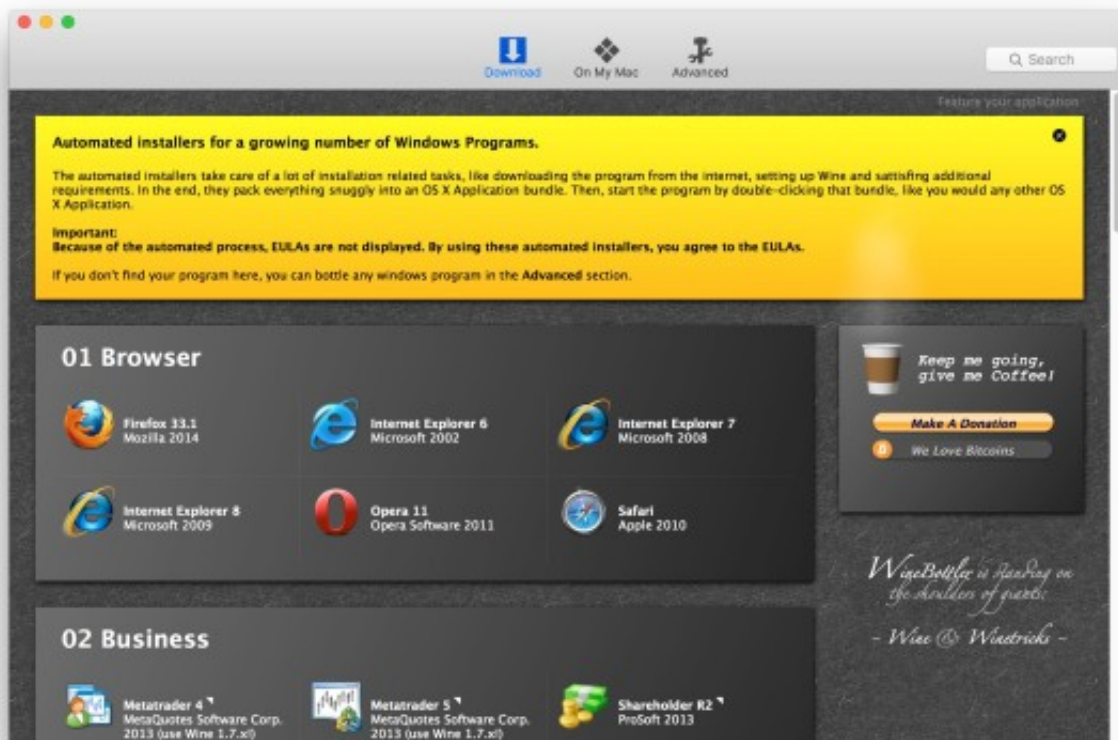 Download
On My Mac
Advanced
Search
Feature your application
Automated installers for a growing number of Windows Programs.
The automated installers take care of a lot of installation related tasks, like downloading the program from the internet, setting up Wine and sattisfing additional
requirements. In the end, they pack everything snuggly into an OS X Application bundle. Then, start the program by double-clicking that bundle, like you would any other OS
X Application.
Important:
Because of the automated process, EULAs are not displayed. By using these automated installers, you agree to the EULAs.
If you don't find your program here, you can bottle any windows program in the Advanced section.
01 Browser
Firefox 33.1
Mozilla 2014
Internet Explorer 6
Microsoft 2002
Internet Explorer 7
Microsoft 2008
Internet Explorer 8
Microsoft 2009
Opera 11
Opera Software 2011
Safari
Apple 2010
Keep me going,
give me Coffee!
Make A Donation
We Love Bitcoins
WineBottler is standing on
the shoulders of giants:
- Wine & Winetricks -
02 Business
Metatrader 4
MetaQuotes Software Corp.
2013 (use Wine 1.7.x!)
Metatrader 5
MetaQuotes Software Corp.
2013 (use Wine 1.7.x!)
Shareholder R2
ProSoft 2013